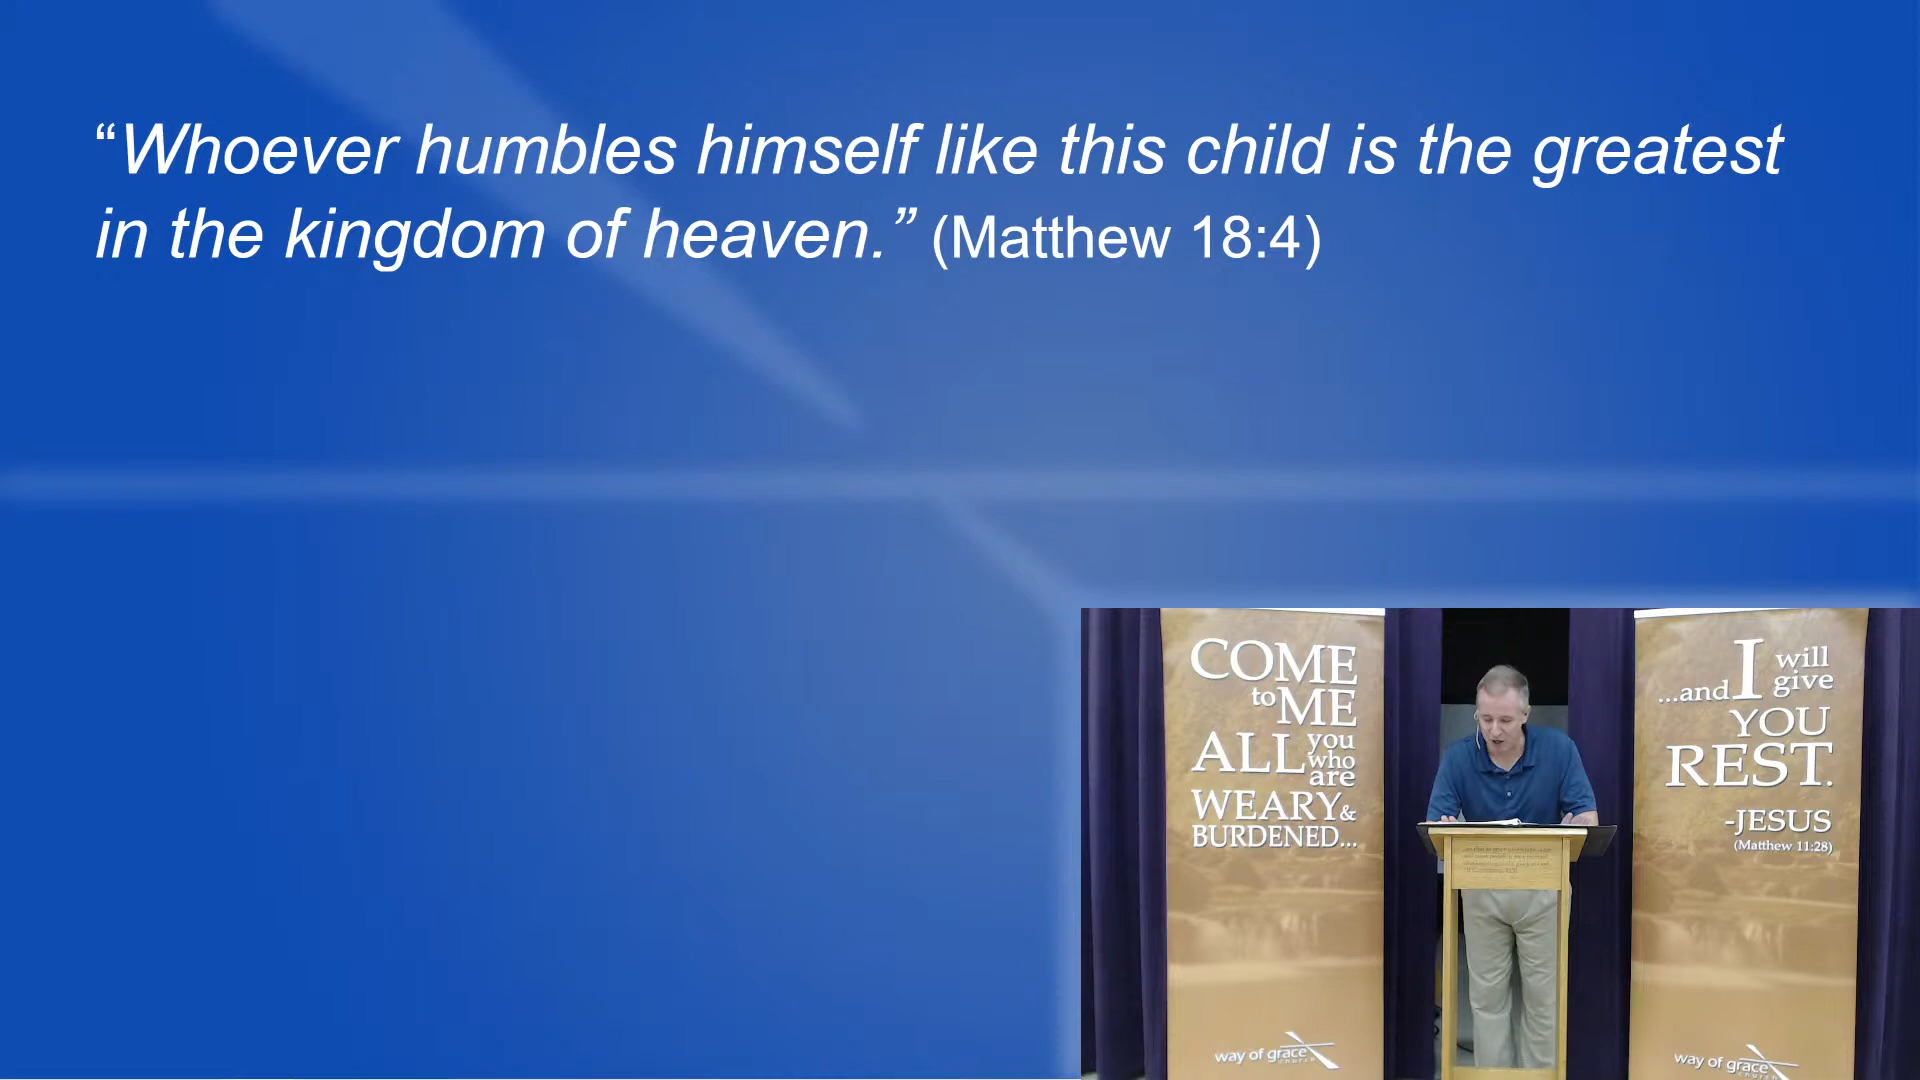 “Whoever humbles himself like this child is the greatest
in the kingdom of heaven.” (Matthew 18:4)
COME
to ME
ALL you
who
are
WEARY &
BURDENED...
way of grace
church
...and I will
give
YOU
REST.
-JESUS
(Matthew 11:28)
way of grace
church